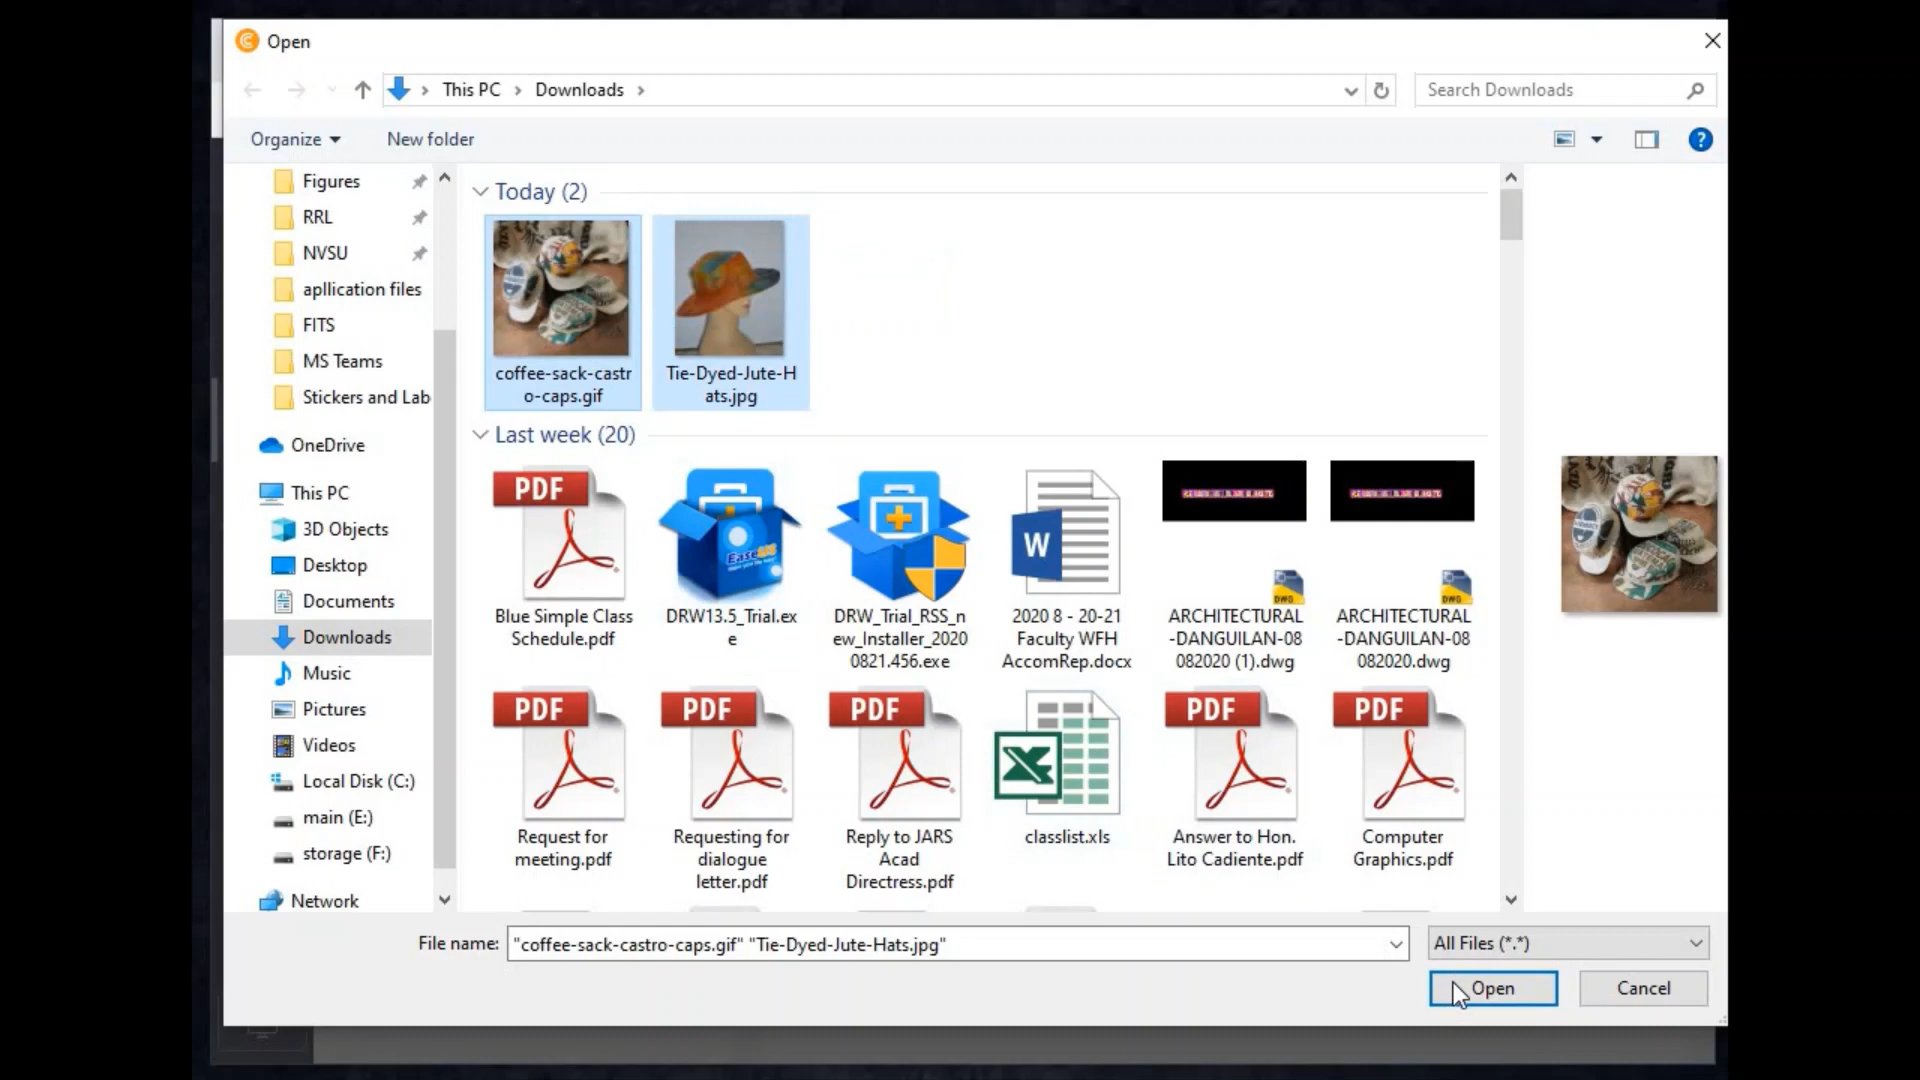 Open
This PC
Downloads
Search Downloads
Organize
New folder
Figures
RRL
NVSU
apllication files
FITS
MS Teams
Stickers and Lab
OneDrive
This PC
3D Objects
Desktop
Documents
Downloads
Music
Pictures
Videos
Local Disk (C:)
main (E:)
storage (F:)
Network
Today (2)
coffee-sack-castr
o-caps.gif
Tie-Dyed-Jute-H
ats.jpg
Last week (20)
PDF
Blue Simple Class
Schedule.pdf
DRW13.5_Trial.ex
e
DRW_Trial_RSS_n
ew_Installer_2020
0821.456.exe
W
2020 8 - 20-21
Faculty WFH
AccomRep.docx
DWG
ARCHITECTURAL
-DANGUILAN-08
082020 (1).dwg
DWG
ARCHITECTURAL
-DANGUILAN-08
082020.dwg
PDF
Request for
meeting.pdf
PDF
Requesting for
dialogue
letter.pdf
PDF
Reply to JARS
Acad
Directress.pdf
X
classlist.xls
PDF
Answer to Hon.
Lito Cadiente.pdf
PDF
Computer
Graphics.pdf
File name:
"coffee-sack-castro-caps.gif" "Tie-Dyed-Jute-Hats.jpg"
All Files (*.*)
Open
Cancel